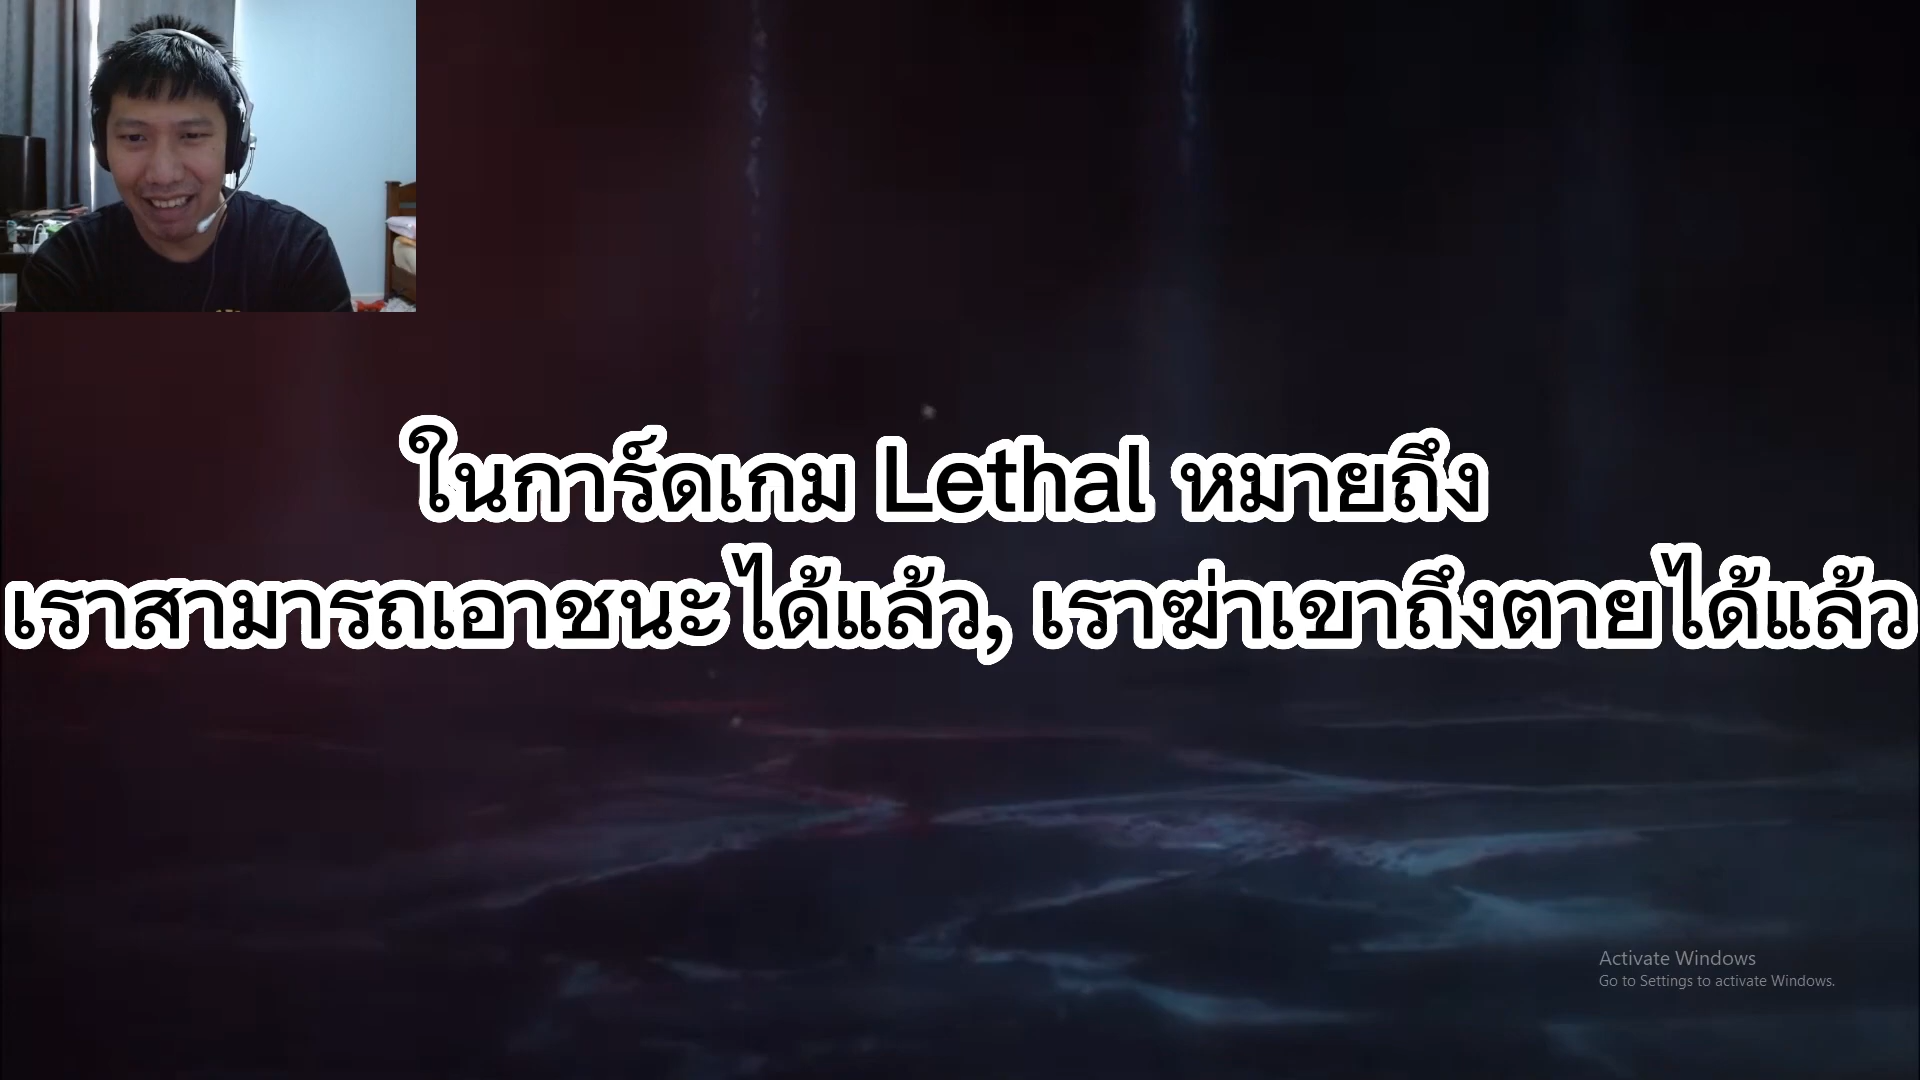 ในการ์ดเกม Lethal หมายถึง
เราสามารถเอาชนะได้แล้ว, เราฆ่าเขาถึงตายได้แล้ว
Activate Windows
Go to Settings to activate Windows.